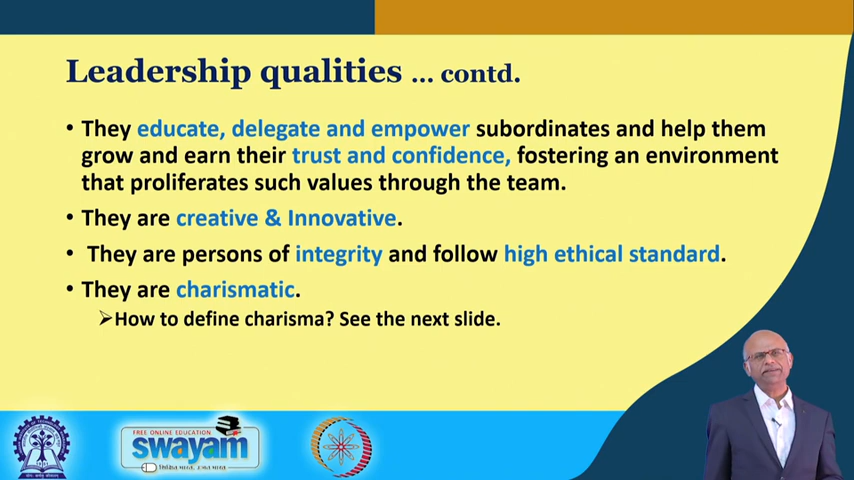 Leadership qualities ... contd.
• They educate, delegate and empower subordinates and help them
grow and earn their trust and confidence, fostering an environment
that proliferates such values through the team.
• They are creative & Innovative.
• They are persons of integrity and follow high ethical standard.
• They are charismatic.
➢How to define charisma? See the next slide.
FREE ONLINE EDUCATION
swayam